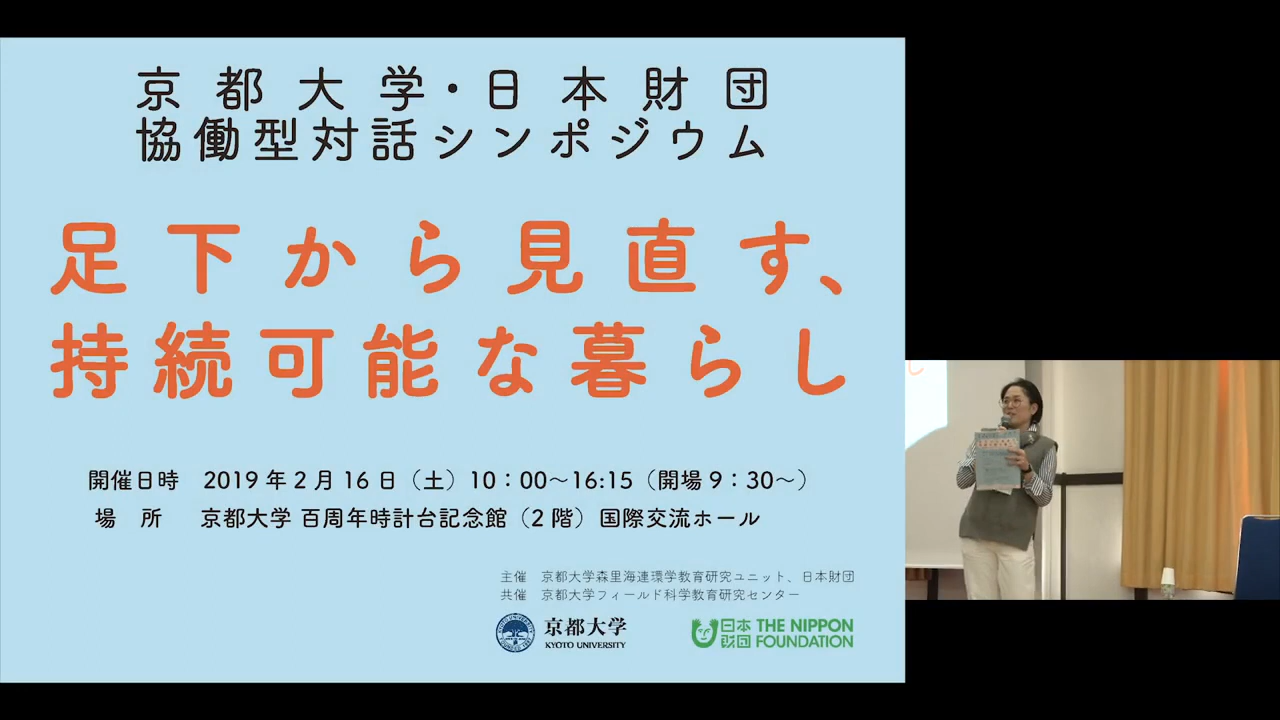 京都大学・日本財団
協働型対話シンポジウム
足下から見直す、
持続可能な暮らし
開催日時 2019年2月16日（土）10：00〜16:15（開場9：30〜）
場 所 京都大学 百周年時計台記念館（2階）国際交流ホール
主催 京都大学森里海連環学教育研究ユニット、日本財団
共催 京都大学フィールド科学教育研究センター
京都大学
KYOTO UNIVERSITY
日本
財団
THE NIPPON
FOUNDATION
し